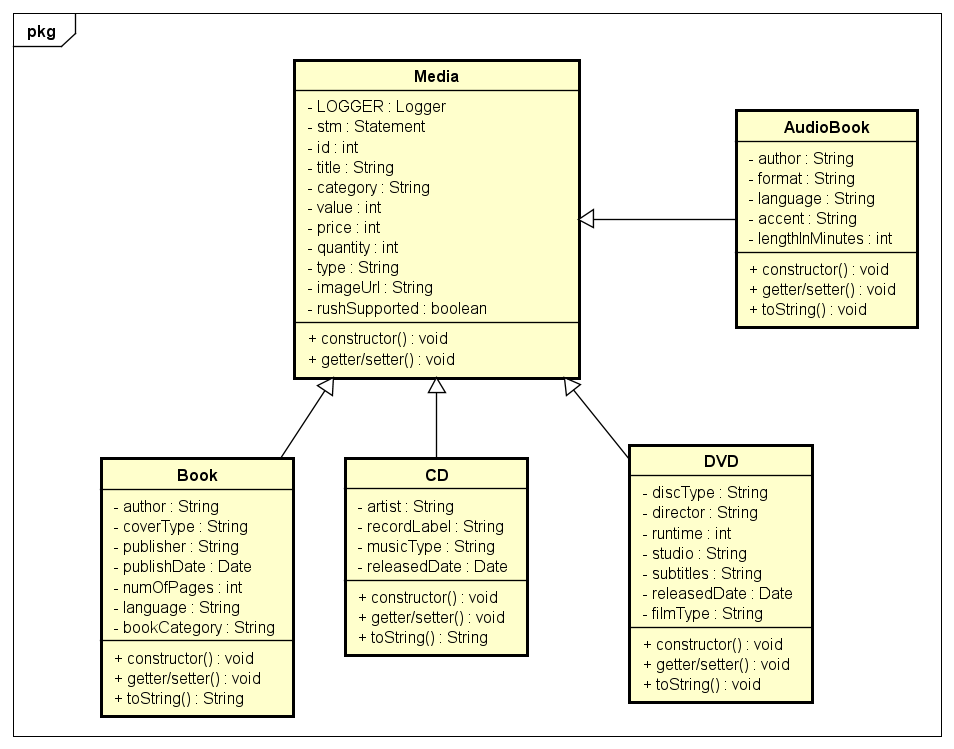 pkg
Media
- LOGGER : Logger
- stm : Statement
- id : int
- title : String
- category : String
- value : int
- price : int
- quantity : int
- type : String
- imageUrl : String
- rushSupported : boolean
+ constructor() : void
+ getter/setter() : void
AudioBook
- author : String
- format : String
- language : String
- accent : String
- lengthInMinutes : int
+ constructor() : void
+ getter/setter() : void
+ toString() : void
Book
- author : String
- coverType : String
- publisher : String
- publishDate : Date
- numOfPages : int
- language : String
- bookCategory : String
+ constructor() : void
+ getter/setter() : void
+ toString() : String
CD
- artist : String
- recordLabel : String
- musicType : String
- releasedDate : Date
+ constructor() : void
+ getter/setter() : void
+ toString() : String
DVD
- discType : String
- director : String
- runtime : int
- studio : String
- subtitles : String
- releasedDate : Date
- filmType : String
+ constructor() : void
+ getter/setter() : void
+ toString() : void